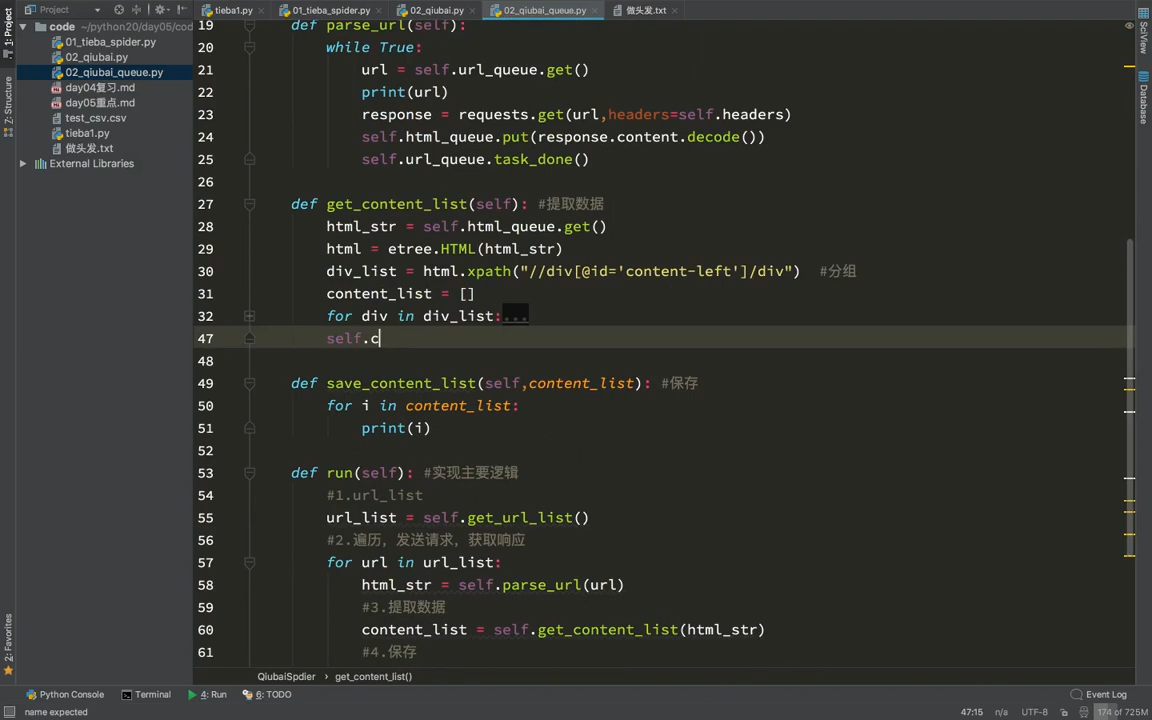 Project
tieba1.py
01_tieba_spider.py
02_qiubai.py
02_qiubai_queue.py
做头发.txt
1: Project
Z: Structure
2: Favorites
SciView
Database
code ~/python20/day05/cod
01_tieba_spider.py
02_qiubai.py
02_qiubai_queue.py
day04复习.md
day05重点.md
test_csv.csv
tieba1.py
做头发.txt
External Libraries
19 def parse_url(self):
20 while True:
21 url = self.url_queue.get()
22 print(url)
23 response = requests.get(url,headers=self.headers)
24 self.html_queue.put(response.content.decode())
25 self.url_queue.task_done()
26
27 def get_content_list(self): #提取数据
28 html_str = self.html_queue.get()
29 html = etree.HTML(html_str)
30 div_list = html.xpath("//div[@id='content-left']/div") #分组
31 content_list = []
32 for div in div_list:...
47 self.c
48
49 def save_content_list(self,content_list): #保存
50 for i in content_list:
51 print(i)
52
53 def run(self): #实现主要逻辑
54 #1.url_list
55 url_list = self.get_url_list()
56 #2.遍历，发送请求，获取响应
57 for url in url_list:
58 html_str = self.parse_url(url)
59 #3.提取数据
60 content_list = self.get_content_list(html_str)
61 #4.保存
QiubaiSpdier › get_content_list()
Python Console Terminal 4: Run 6: TODO Event Log
name expected 47:15 n/a UTF-8 174 of 725M